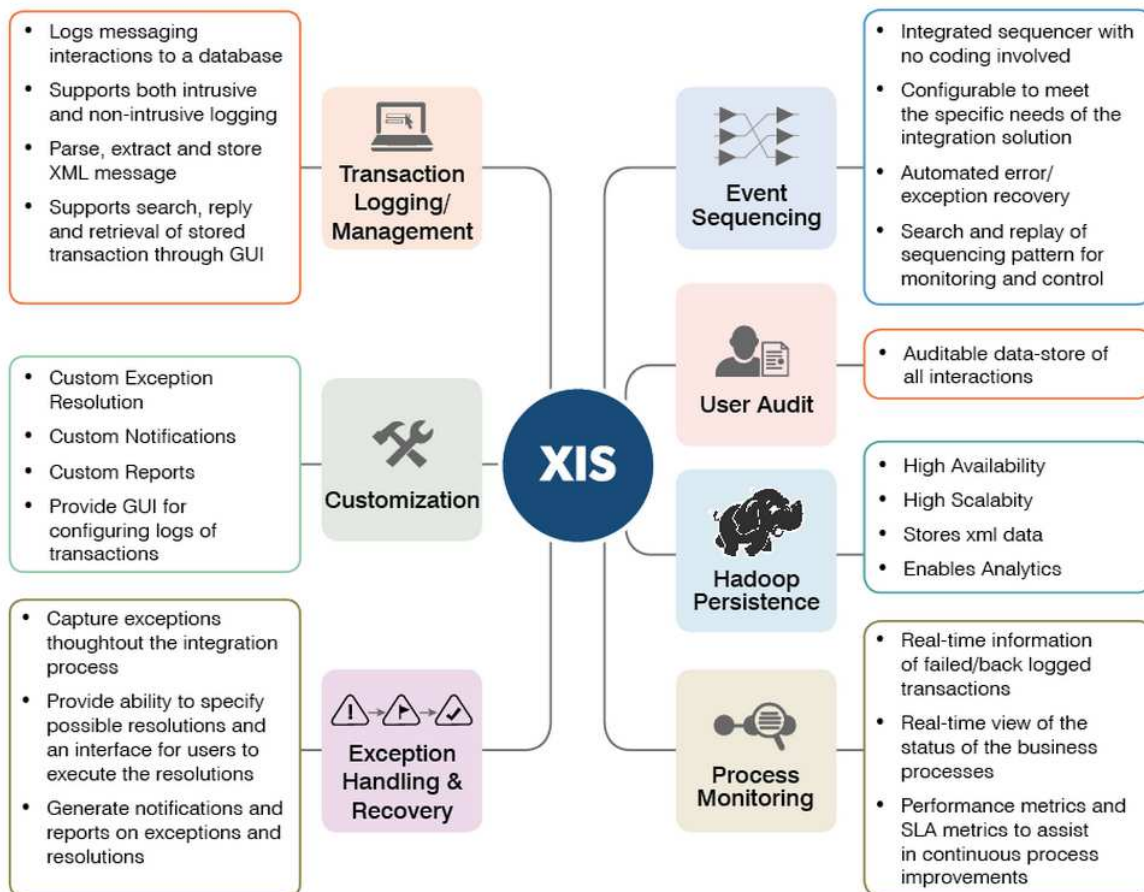 • Logs messaging
interactions to a database
• Supports both intrusive
and non-intrusive logging
• Parse, extract and store
XML message
• Supports search, reply
and retrieval of stored
transaction through GUI
Transaction
Logging/
Management
• Custom Exception
Resolution
• Custom Notifications
• Custom Reports
• Provide GUI for
configuring logs of
transactions
Customization
• Capture exceptions
thoughtout the integration
process
• Provide ability to specify
possible resolutions and
an interface for users to
execute the resolutions
• Generate notifications and
reports on exceptions and
resolutions
Exception
Handling &
Recovery
XIS
Event
Sequencing
• Integrated sequencer with
no coding involved
• Configurable to meet
the specific needs of the
integration solution
• Automated error/
exception recovery
• Search and replay of
sequencing pattern for
monitoring and control
User Audit
• Auditable data-store of
all interactions
Hadoop
Persistence
• High Availability
• High Scalabity
• Stores xml data
• Enables Analytics
Process
Monitoring
• Real-time information
of failed/back logged
transactions
• Real-time view of the
status of the business
processes
• Performance metrics and
SLA metrics to assist
in continuous process
improvements